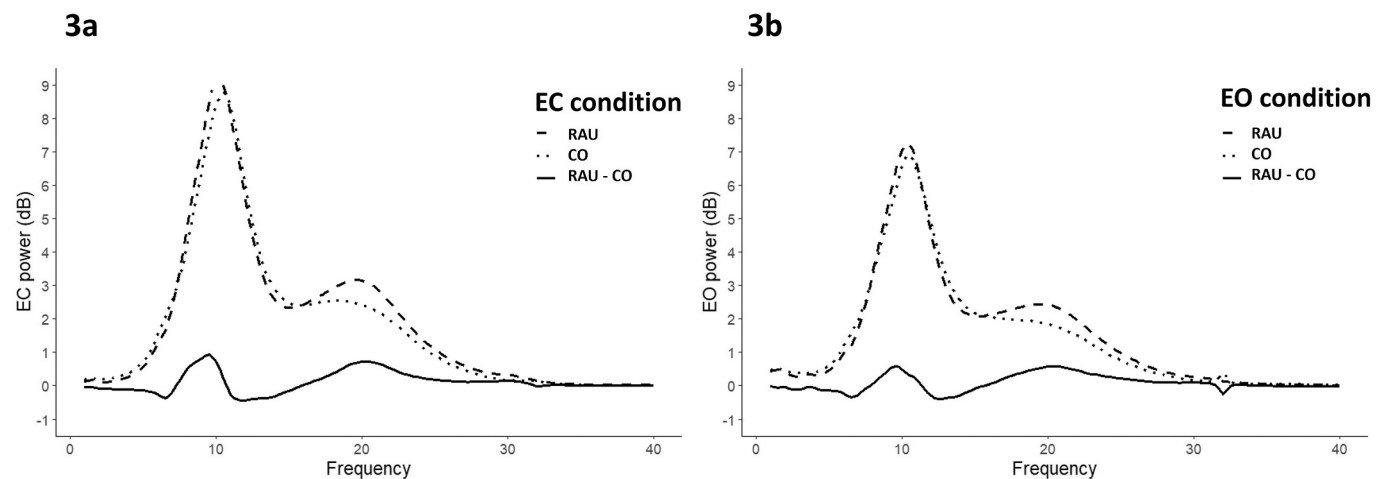 3a
EC condition
RAU
CO
RAU - CO
EC power (dB)
9
8
7
6
5
4
3
2
1
0
-1
0 10 20 30 40
Frequency
3b
EO condition
RAU
CO
RAU - CO
EO power (dB)
9
8
7
6
5
4
3
2
1
0
-1
0 10 20 30 40
Frequency